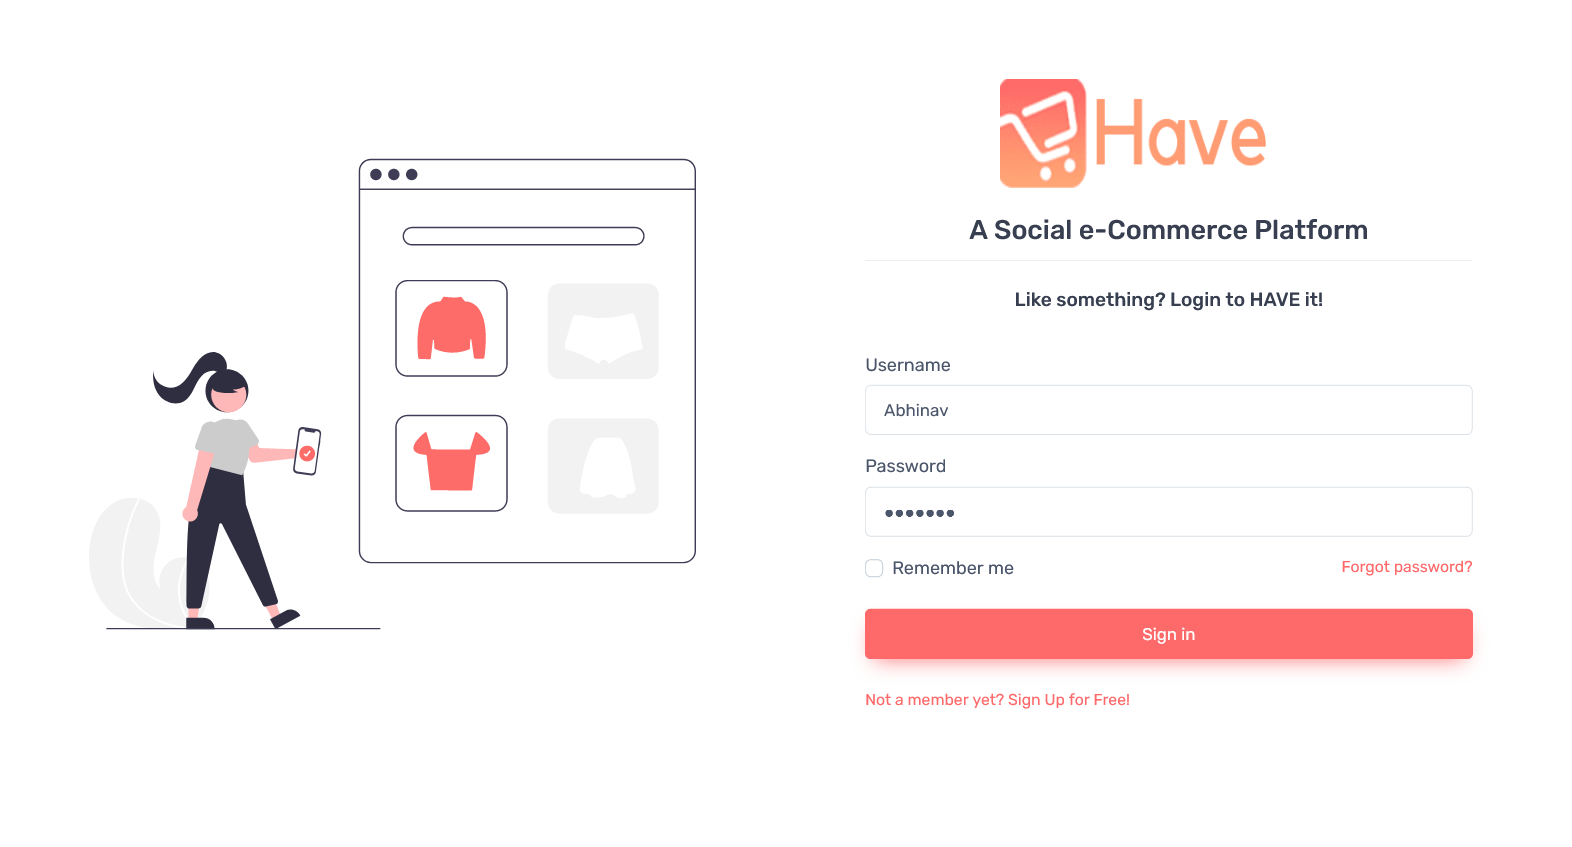 Have
A Social e-Commerce Platform
Like something? Login to HAVE it!
Username
Abhinav
Password
•••••••
Remember me
Forgot password?
Sign in
Not a member yet? Sign Up for Free!